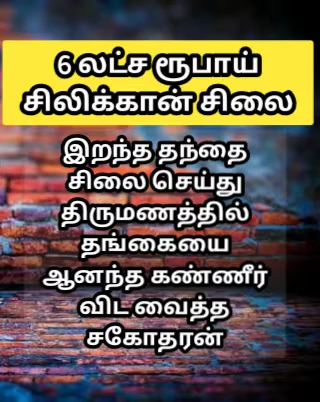 6 லட்ச ரூபாய்
சிலிக்கான் சிலை
இறந்த தந்தை
சிலை செய்து
திருமணத்தில்
தங்கையை
ஆனந்த கண்ணீர்
விட வைத்த
சகோதரன்